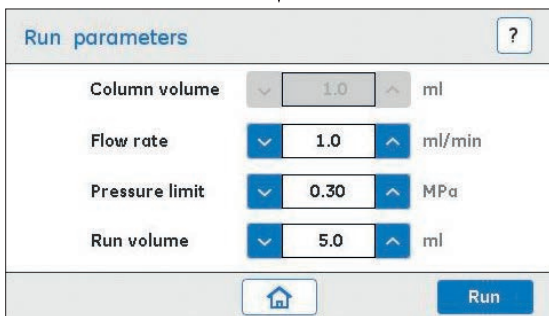 Run parameters ?
Column volume 1.0 ml
Flow rate 1.0 ml/min
Pressure limit 0.30 MPa
Run volume 5.0 ml
Run